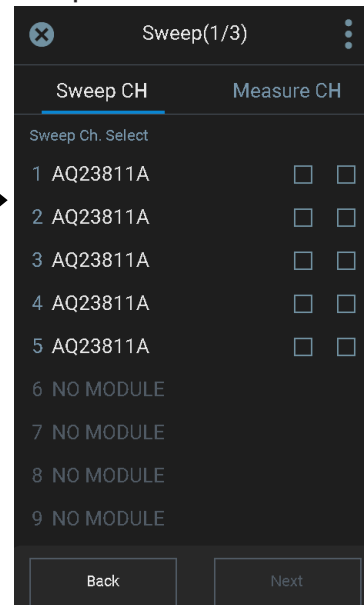 Sweep(1/3)
Sweep CH Measure CH
Sweep Ch. Select
1 AQ23811A
2 AQ23811A
3 AQ23811A
4 AQ23811A
5 AQ23811A
6 NO MODULE
7 NO MODULE
8 NO MODULE
9 NO MODULE
Back Next